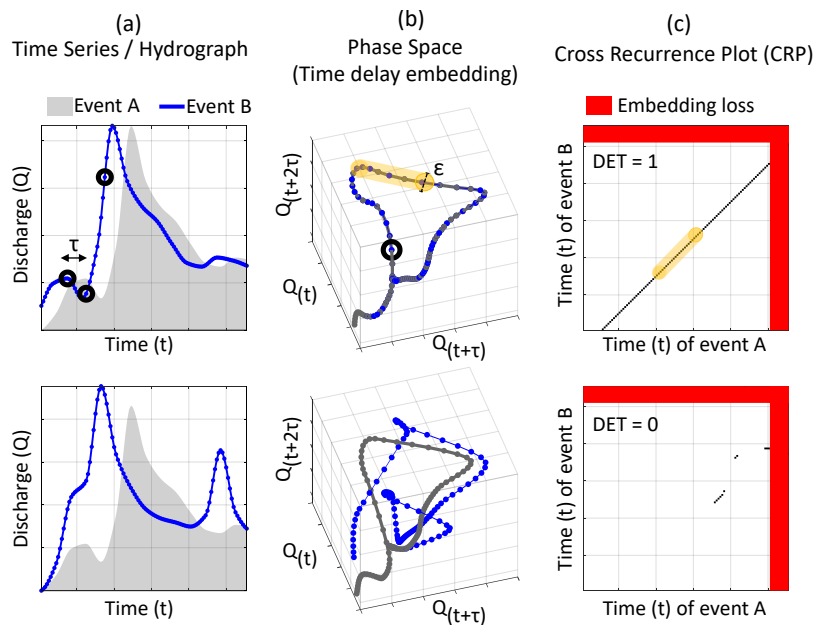 (a)
Time Series / Hydrograph
Event A
Event B
Discharge (Q)
τ
Time (t)
(b)
Phase Space
(Time delay embedding)
ε
Q(t+2τ)
Q(t)
Q(t+τ)
(c)
Cross Recurrence Plot (CRP)
Embedding loss
DET = 1
Time (t) of event B
Time (t) of event A
Discharge (Q)
Time (t)
Q(t+2τ)
Q(t)
Q(t+τ)
DET = 0
Time (t) of event B
Time (t) of event A